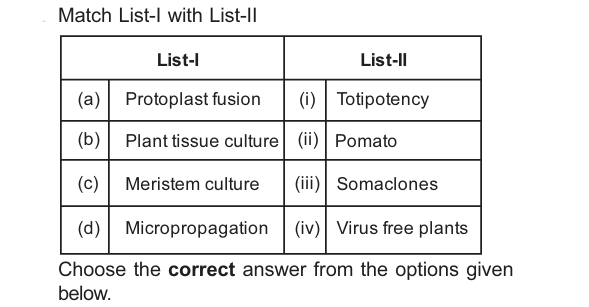 Match List-I with List-II
List-I List-II
(a) Protoplast fusion (i) Totipotency
(b) Plant tissue culture (ii) Pomato
(c) Meristem culture (iii) Somaclones
(d) Micropropagation (iv) Virus free plants
Choose the correct answer from the options given
below.